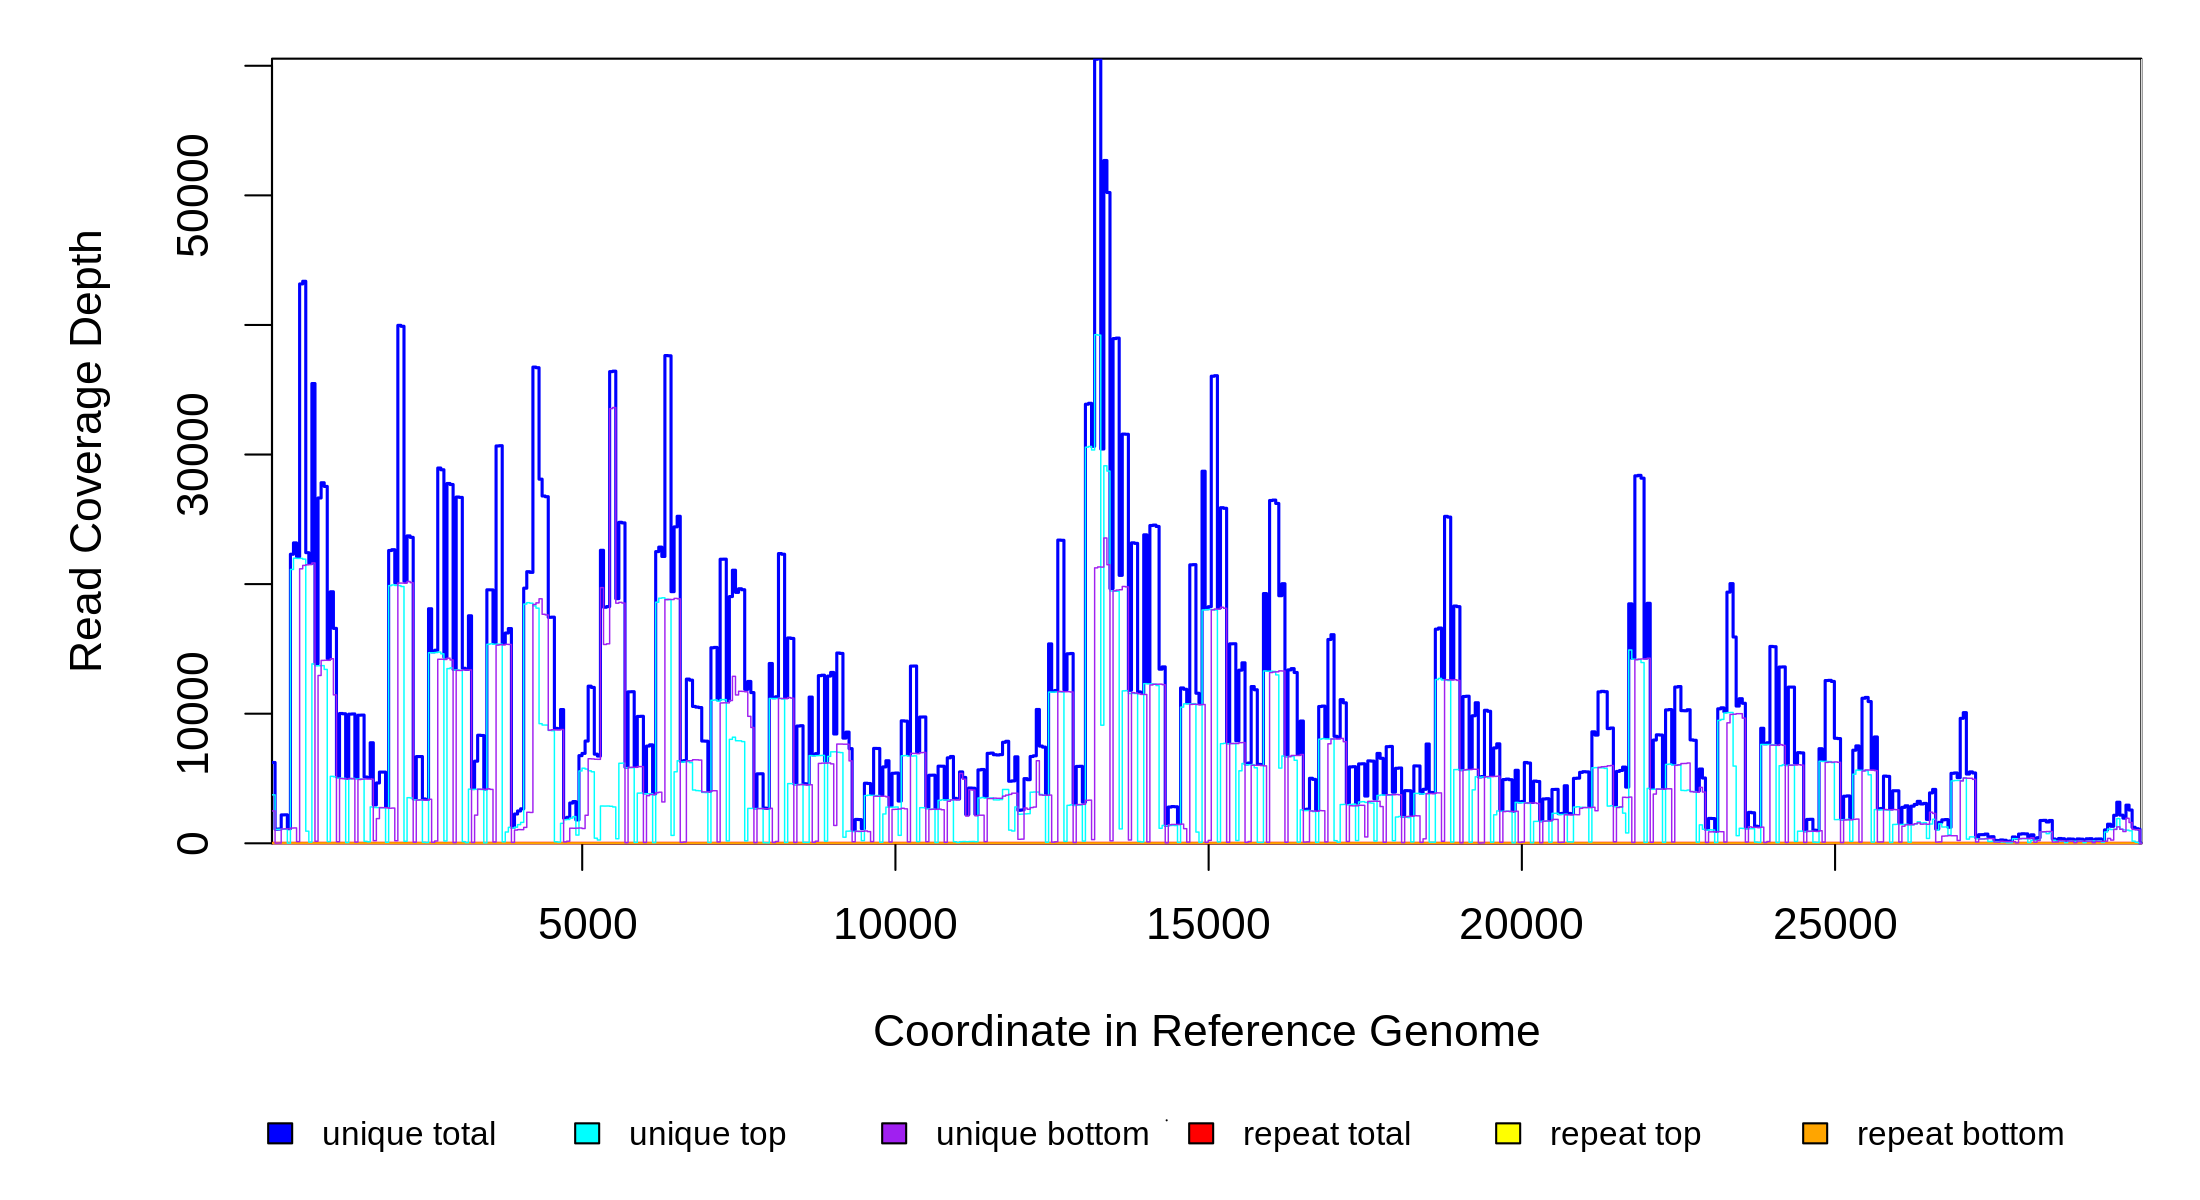 Read Coverage Depth
50000
30000
10000
0
5000 10000 15000 20000 25000
Coordinate in Reference Genome
unique total unique top unique bottom repeat total repeat top repeat bottom